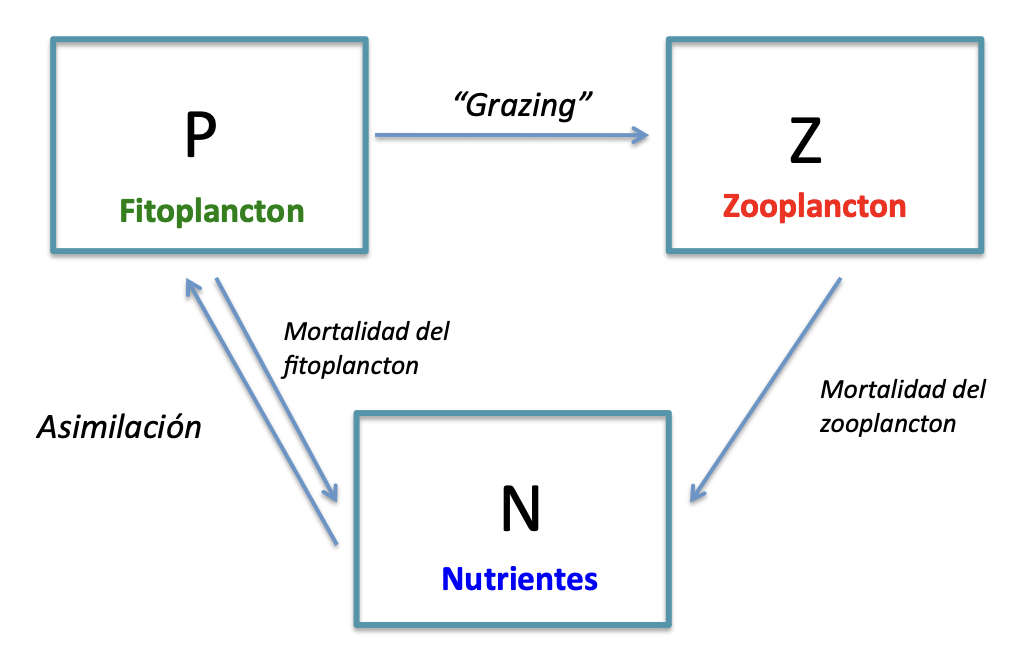 P
Fitoplancton
“Grazing”
Z
Zooplancton
Mortalidad del
fitoplancton
Asimilación
Mortalidad del
zooplancton
N
Nutrientes